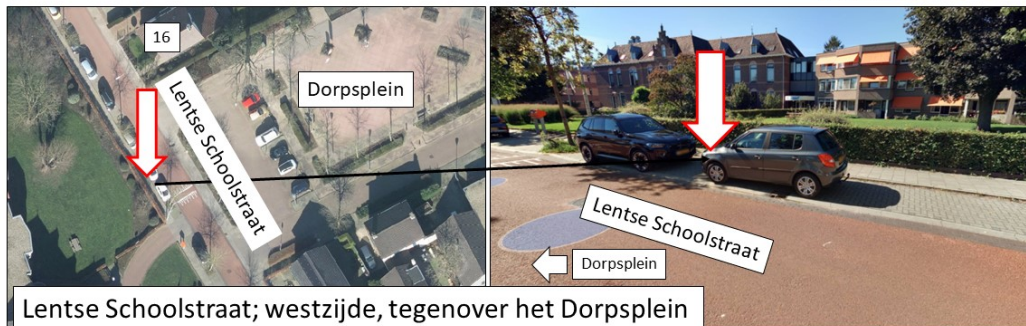 16
Lentse Schoolstraat
Dorpsplein
Lentse Schoolstraat
Dorpsplein
Lentse Schoolstraat; westzijde, tegenover het Dorpsplein